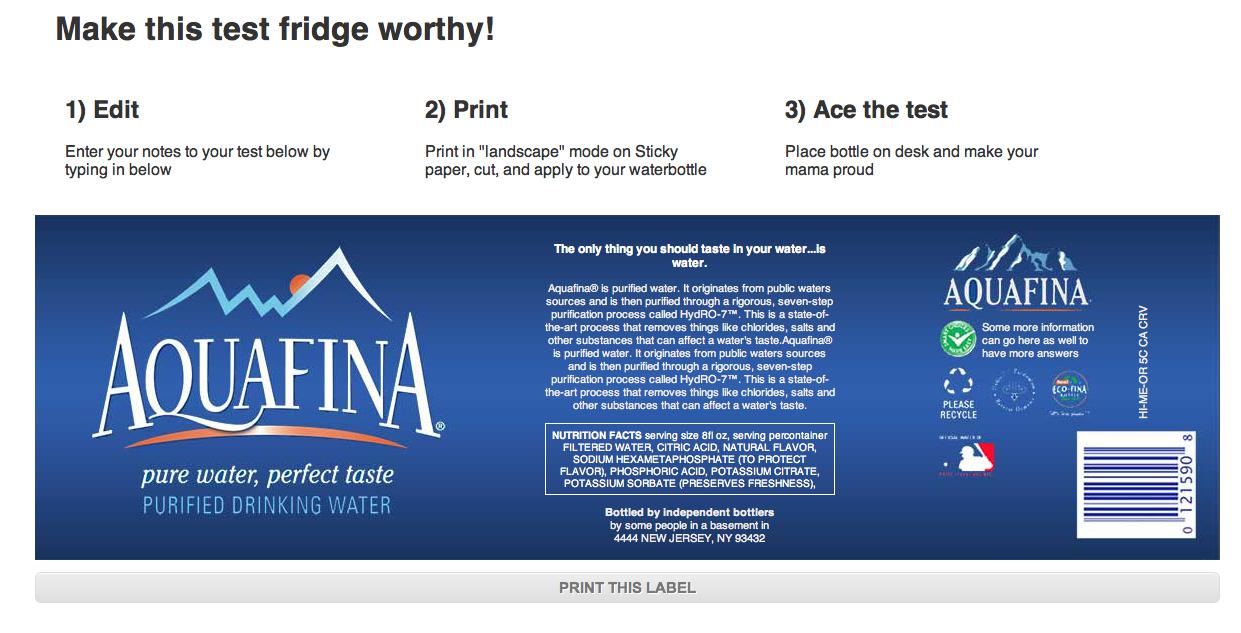 Make this test fridge worthy!
1) Edit
Enter your notes to your test below by
typing in below
2) Print
Print in "landscape" mode on Sticky
paper, cut, and apply to your waterbottle
3) Ace the test
Place bottle on desk and make your
mama proud
AQUAFINA®
pure water, perfect taste
PURIFIED DRINKING WATER
The only thing you should taste in your water...is
water.
Aquafina® is purified water. It originates from public waters
sources and is then purified through a rigorous, seven-step
purification process called HydRO-7™. This is a state-of-
the-art process that removes things like chlorides, salts and
other substances that can affect a water's taste.Aquafina®
is purified water. It originates from public waters sources
and is then purified through a rigorous, seven-step
purification process called HydRO-7™. This is a state-of-
the-art process that removes things like chlorides, salts and
other substances that can affect a water's taste.
NUTRITION FACTS serving size 8fl oz, serving percontainer
FILTERED WATER, CITRIC ACID, NATURAL FLAVOR,
SODIUM HEXAMETAPHOSPHATE (TO PROTECT
FLAVOR), PHOSPHORIC ACID, POTASSIUM CITRATE,
POTASSIUM SORBATE (PRESERVES FRESHNESS),
Bottled by independent bottlers
by some people in a basement in
4444 NEW JERSEY, NY 93432
AQUAFINA
Some more information
can go here as well to
have more answers
PLEASE
RECYCLE
ECO-FINA
HI-ME-OR 5C CA CRV
0 121590 8
PRINT THIS LABEL